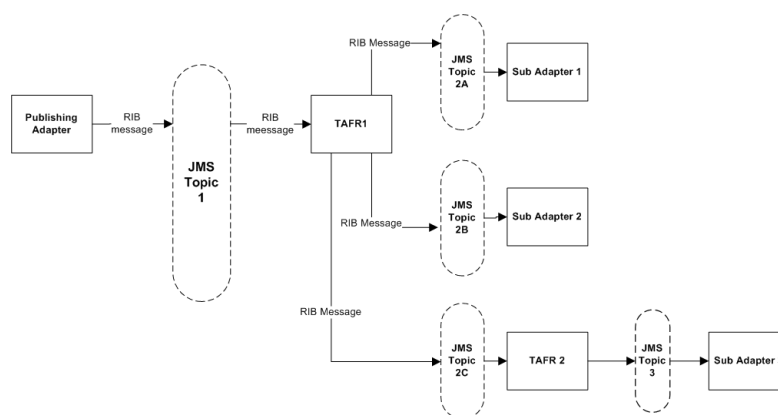 RIB Message
JMS
Topic
2A
Sub Adapter 1
Publishing
Adapter
RIB
message
JMS
Topic
1
RIB
meessage
TAFR1
RIB Message
JMS
Topic
2B
Sub Adapter 2
RIB Message
JMS
Topic
2C
TAFR 2
JMS
Topic
3
Sub Adapter